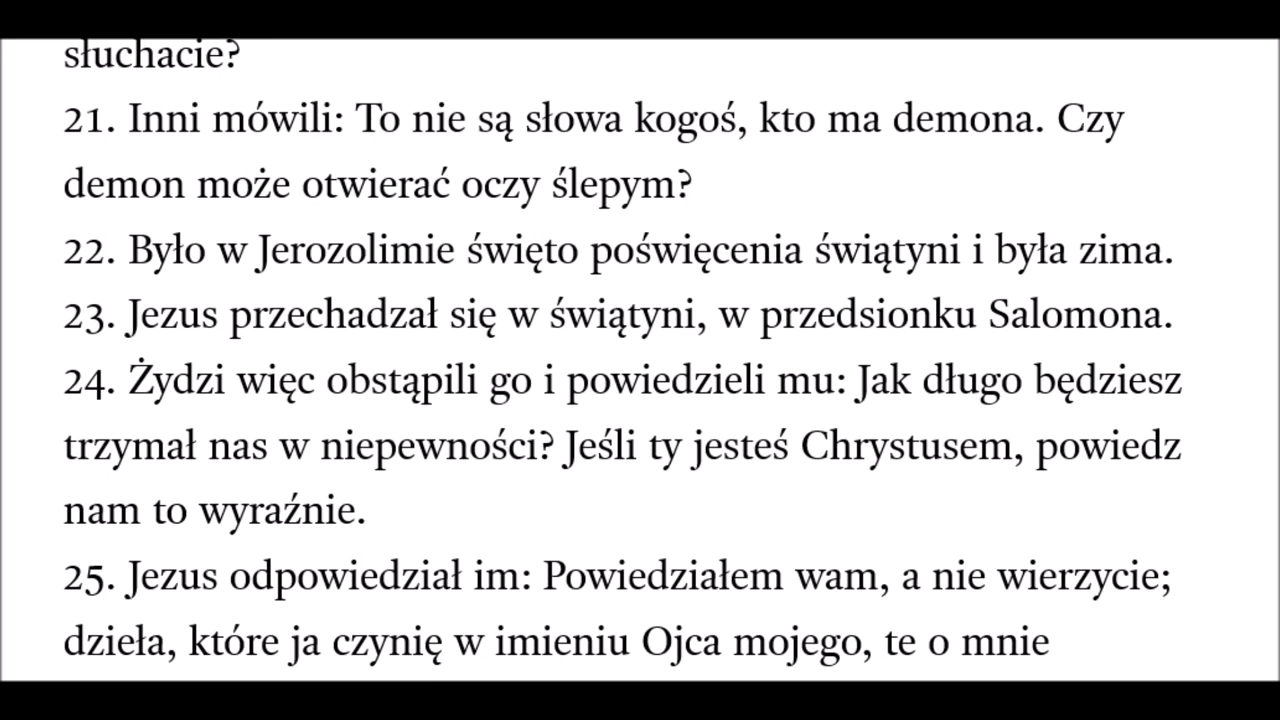 słuchacie?
21. Inni mówili: To nie są słowa kogoś, kto ma demona. Czy
demon może otwierać oczy ślepym?
22. Było w Jerozolimie święto poświęcenia świątyni i była zima.
23. Jezus przechadzał się w świątyni, w przedsionku Salomona.
24. Żydzi więc obstąpili go i powiedzieli mu: Jak długo będziesz
trzymał nas w niepewności? Jeśli ty jesteś Chrystusem, powiedz
nam to wyraźnie.
25. Jezus odpowiedział im: Powiedziałem wam, a nie wierzycie;
dzieła, które ja czynię w imieniu Ojca mojego, te o mnie